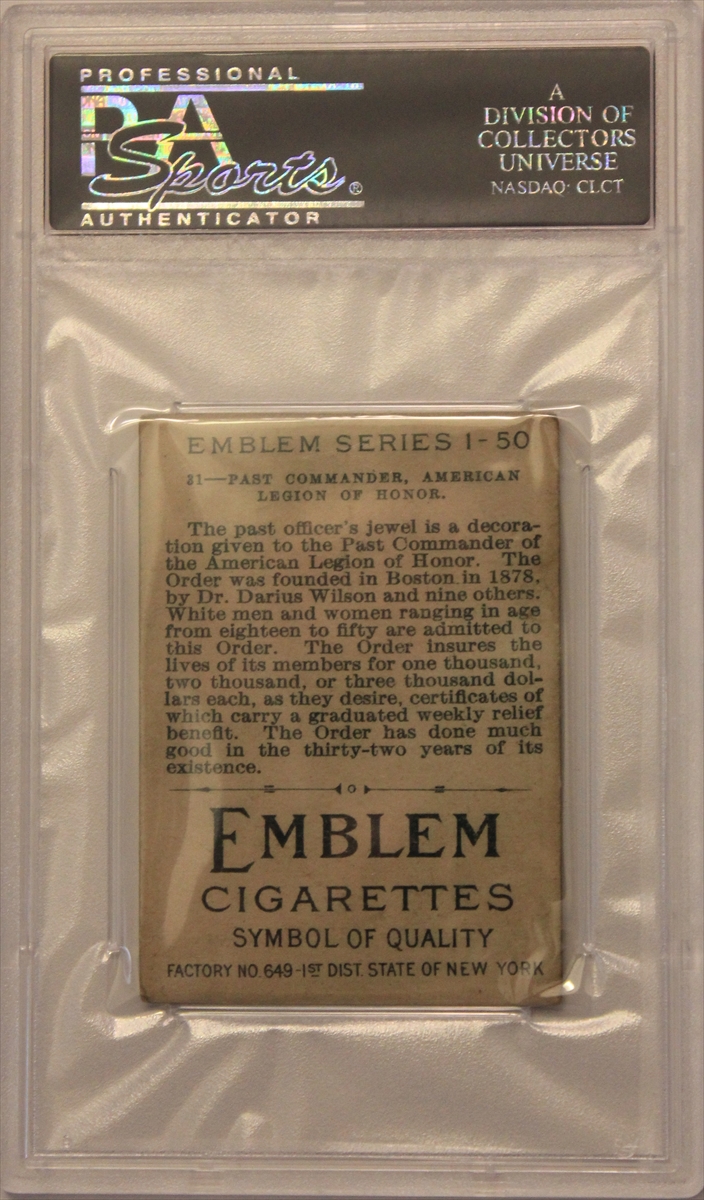 PROFESSIONAL
PSA
Sports®
AUTHENTICATOR
A
DIVISION OF
COLLECTORS
UNIVERSE
NASDAQ: CLCT
EMBLEM SERIES 1-50
31—PAST COMMANDER, AMERICAN
LEGION OF HONOR.
The past officer's jewel is a decora-
tion given to the Past Commander of
the American Legion of Honor. The
Order was founded in Boston in 1878,
by Dr. Darius Wilson and nine others.
White men and women ranging in age
from eighteen to fifty are admitted to
this Order. The Order insures the
lives of its members for one thousand,
two thousand, or three thousand dol-
lars each, as they desire, certificates of
which carry a graduated weekly relief
benefit. The Order has done much
good in the thirty-two years of its
existence.
EMBLEM
CIGARETTES
SYMBOL OF QUALITY
FACTORY NO. 649-1ST DIST. STATE OF NEW YORK